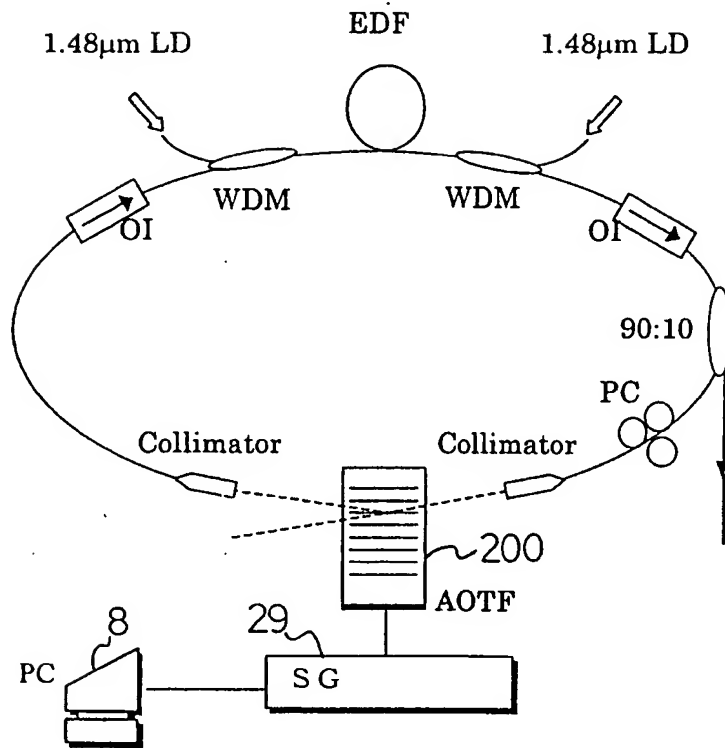 EDF
1.48μm LD
1.48μm LD
WDM
WDM
OI
OI
90:10
PC
Collimator
Collimator
200
AOTF
8
29
PC
SG